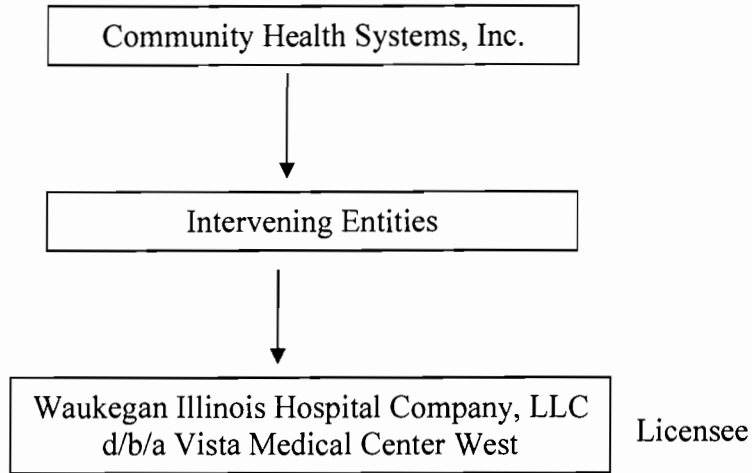 Community Health Systems, Inc.
Intervening Entities
Waukegan Illinois Hospital Company, LLC
d/b/a Vista Medical Center West
Licensee